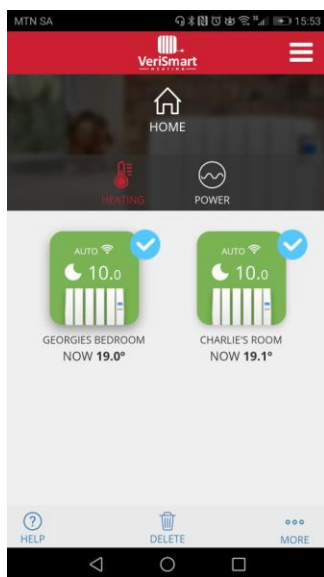 MTN SA
15:53
VeriSmart
HEATING
HOME
HEATING
POWER
AUTO
10.0
GEORGIES BEDROOM
NOW 19.0°
AUTO
10.0
CHARLIE'S ROOM
NOW 19.1°
?
HELP
DELETE
MORE